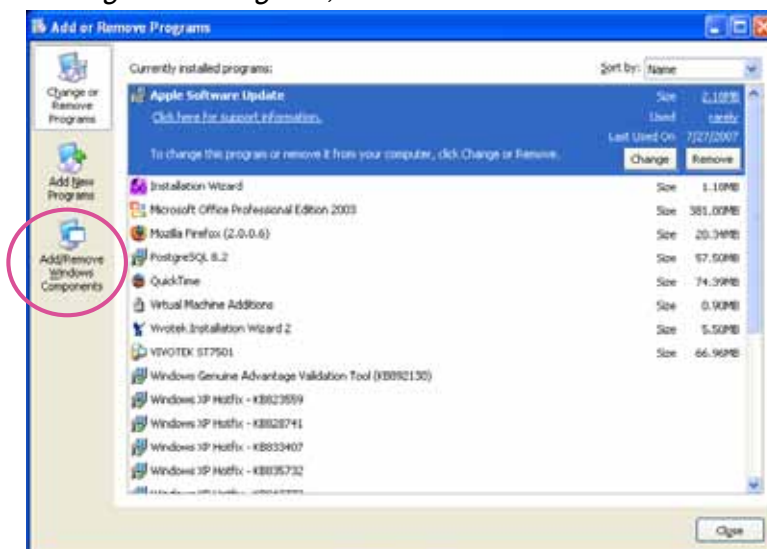 Add or Remove Programs
Change or Remove Programs
Add New Programs
Add/Remove Windows Components
Currently installed programs:
Sort by: Name
Apple Software Update Size 2.10MB
Click here for support information. Used rarely
Last Used On 7/27/2007
To change this program or remove it from your computer, click Change or Remove. Change Remove
Installation Wizard Size 1.10MB
Microsoft Office Professional Edition 2003 Size 381.00MB
Mozilla Firefox (2.0.0.6) Size 20.34MB
PostgreSQL 8.2 Size 57.50MB
QuickTime Size 74.39MB
Virtual Machine Additions Size 0.90MB
Vivotek Installation Wizard 2 Size 5.50MB
VIVOTEK ST7501 Size 66.96MB
Windows Genuine Advantage Validation Tool (KB892130)
Windows XP Hotfix - KB823559
Windows XP Hotfix - KB828741
Windows XP Hotfix - KB833407
Windows XP Hotfix - KB835732
Close